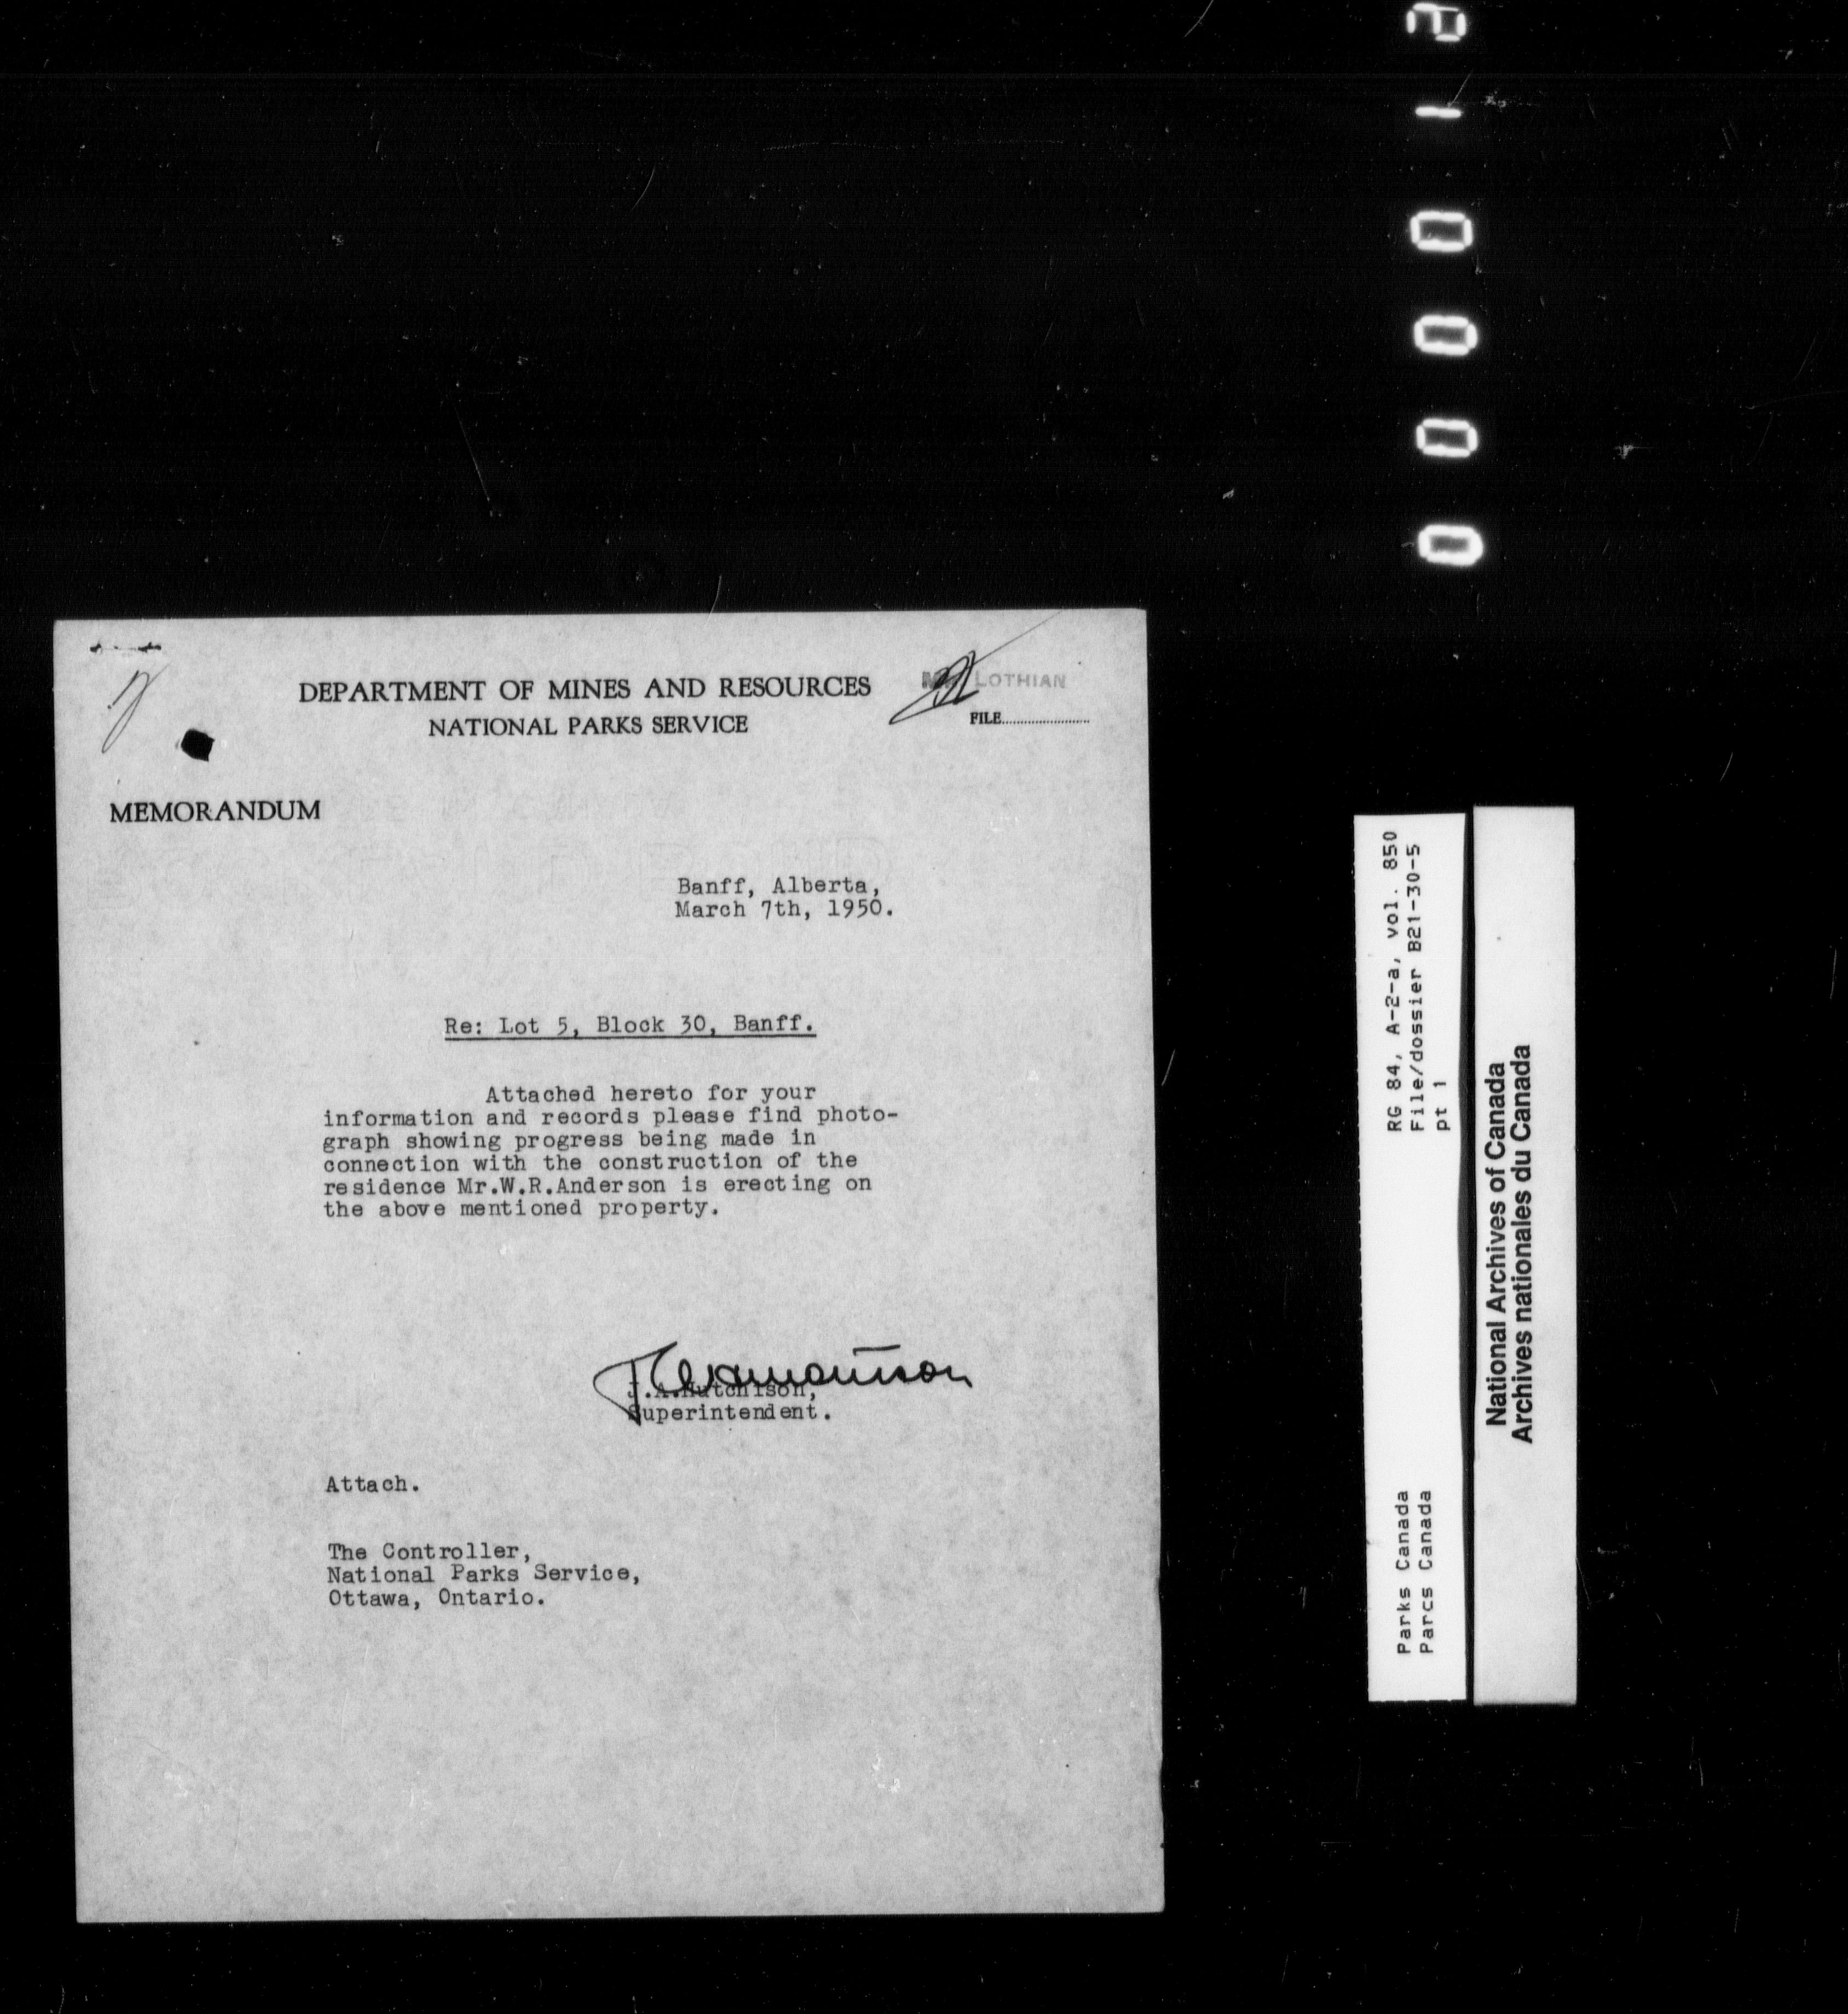 DEPARTMENT OF MINES AND RESOURCES
NATIONAL PARKS SERVICE
LOTHIAN
FILE
MEMORANDUM
Banff, Alberta,
March 7th, 1950.
Re: Lot 5, Block 30, Banff.
Attached hereto for your
information and records please find photo-
graph showing progress being made in
connection with the construction of the
residence Mr.W.R.Anderson is erecting on
the above mentioned property.
J.A.Hutchison,
Superintendent.
Attach.
The Controller,
National Parks Service,
Ottawa, Ontario.
RG 84, A-2-a, vol. 850
File/dossier B21-30-5
pt 1
Parks Canada
Parcs Canada
National Archives of Canada
Archives nationales du Canada